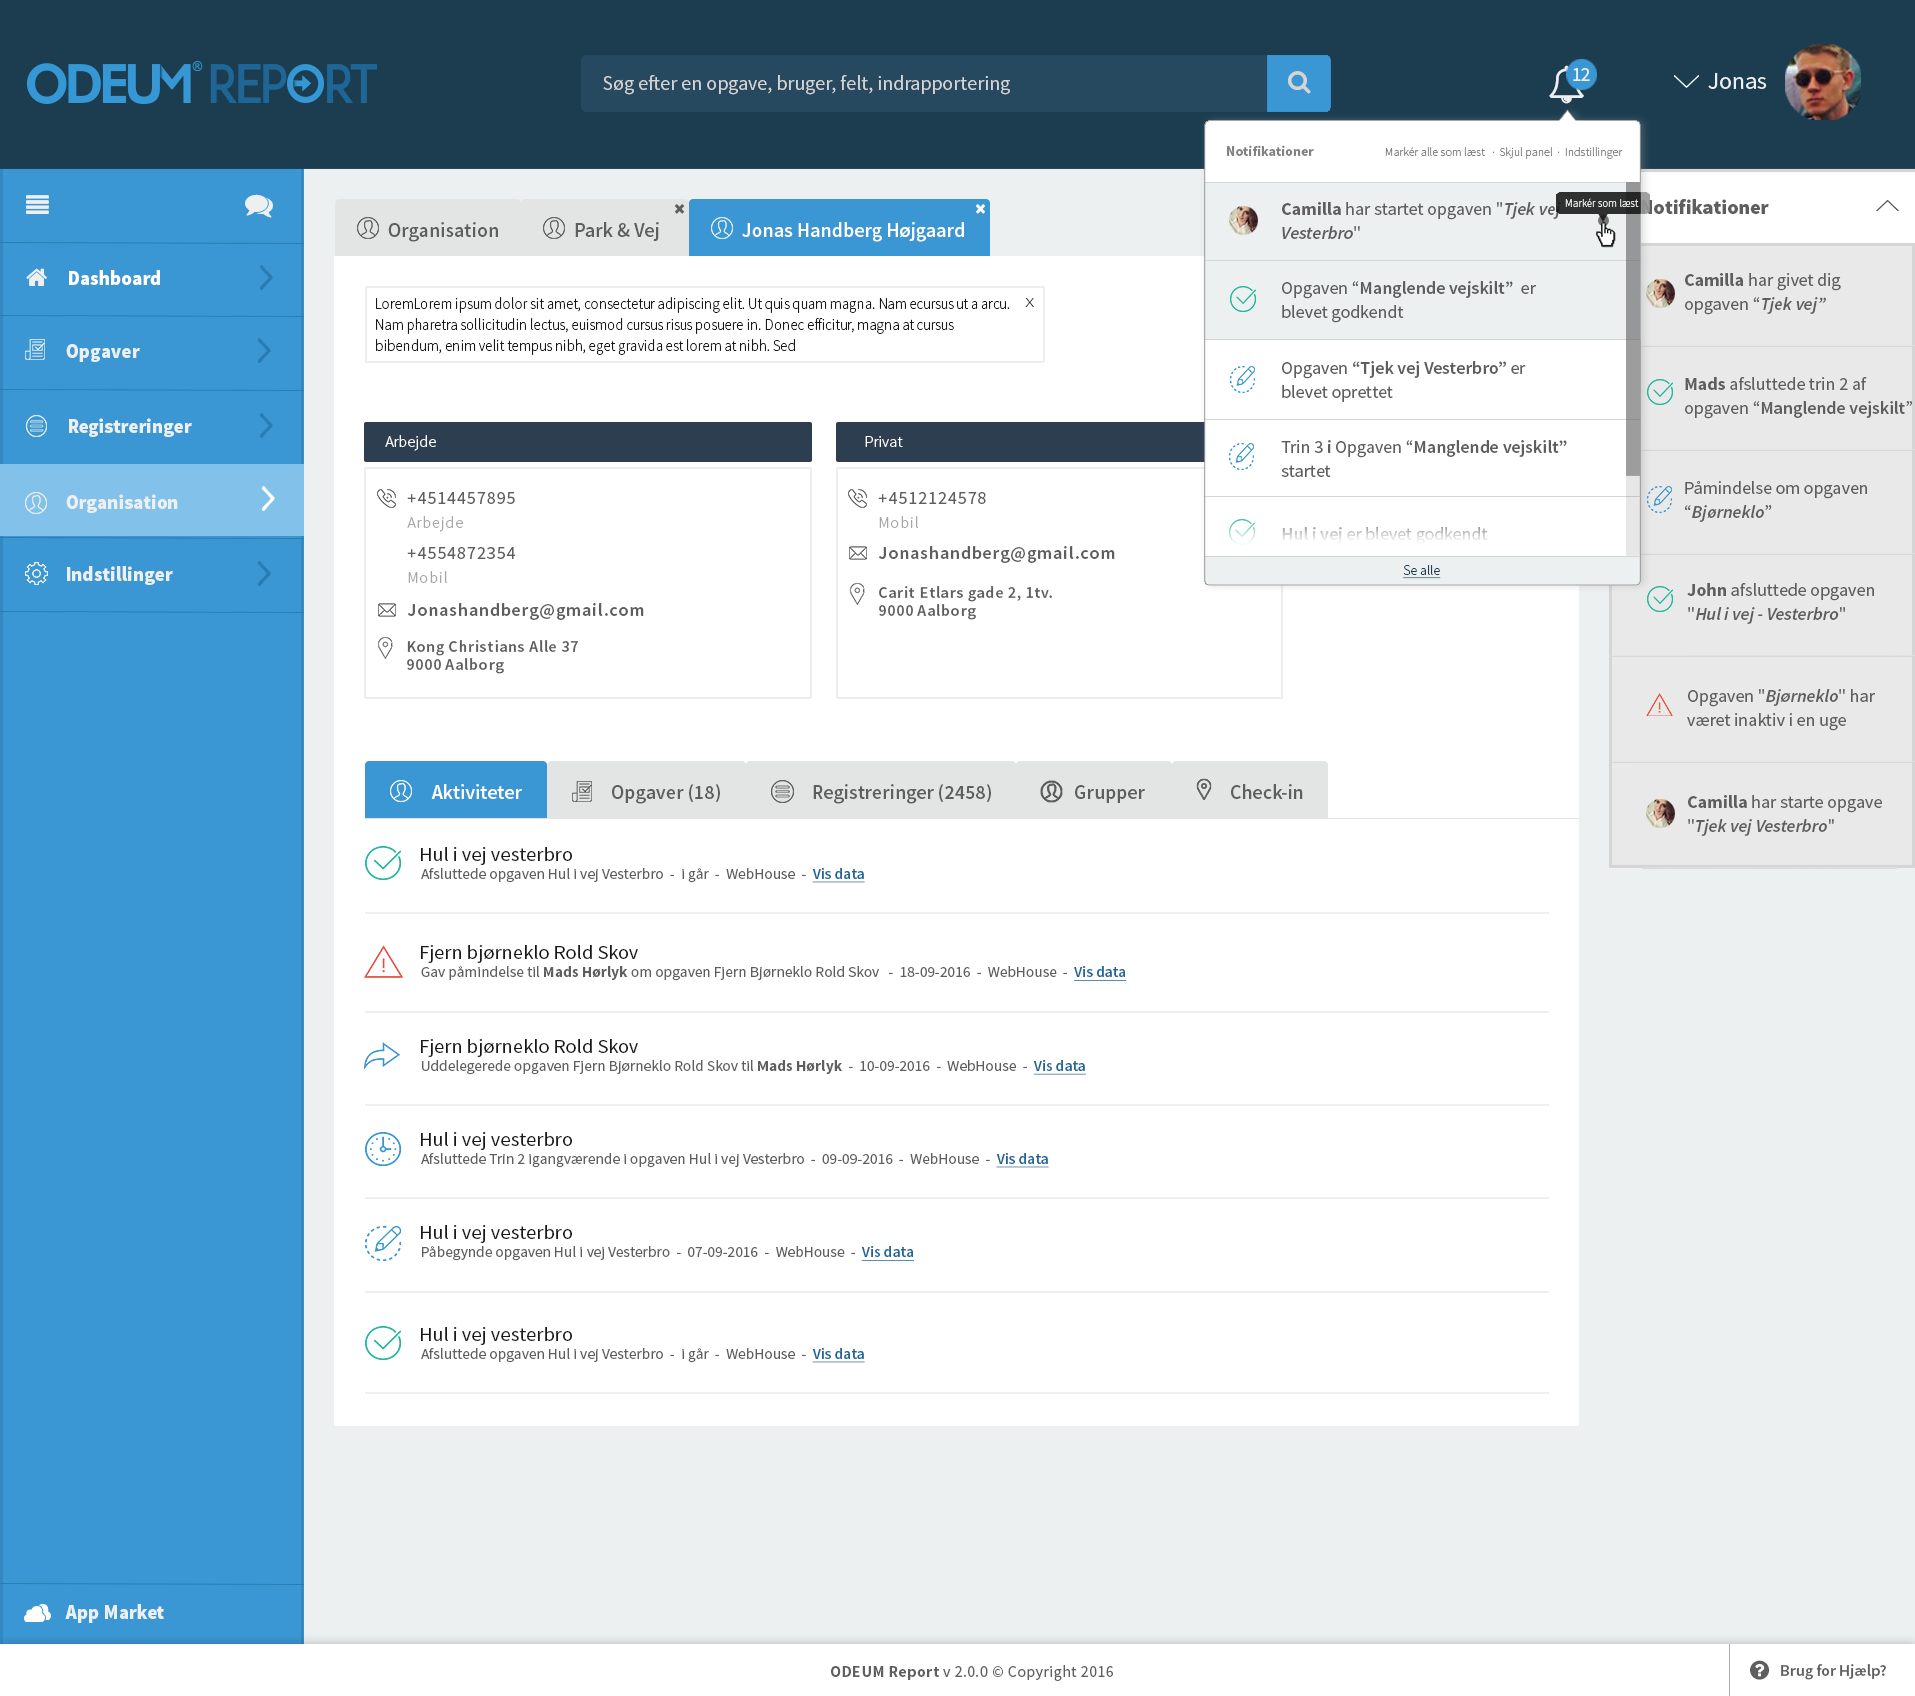 ODEUM® REPORT
Søg efter en opgave, bruger, felt, indrapportering
12
Jonas
Notifikationer
Markér alle som læst · Skjul panel · Indstillinger
Markér som læst
Camilla har startet opgaven "Tjek vej
Vesterbro"
Opgaven “Manglende vejskilt” er
blevet godkendt
Opgaven “Tjek vej Vesterbro” er
blevet oprettet
Trin 3 i Opgaven “Manglende vejskilt”
startet
Hul i vej er blevet godkendt
Se alle
Dashboard
Opgaver
Registreringer
Organisation
Indstillinger
App Market
Organisation
Park & Vej
Jonas Handberg Højgaard
LoremLorem ipsum dolor sit amet, consectetur adipiscing elit. Ut quis quam magna. Nam ecursus ut a arcu.
Nam pharetra sollicitudin lectus, euismod cursus risus posuere in. Donec efficitur, magna at cursus
bibendum, enim velit tempus nibh, eget gravida est lorem at nibh. Sed
X
Arbejde
+4514457895
Arbejde
+4554872354
Mobil
Jonashandberg@gmail.com
Kong Christians Alle 37
9000 Aalborg
Privat
+4512124578
Mobil
Jonashandberg@gmail.com
Carit Etlars gade 2, 1tv.
9000 Aalborg
Aktiviteter
Opgaver (18)
Registreringer (2458)
Grupper
Check-in
Hul i vej vesterbro
Afsluttede opgaven Hul i vej Vesterbro - i går - WebHouse - Vis data
Fjern bjørneklo Rold Skov
Gav påmindelse til Mads Hørlyk om opgaven Fjern Bjørneklo Rold Skov - 18-09-2016 - WebHouse - Vis data
Fjern bjørneklo Rold Skov
Uddelegerede opgaven Fjern Bjørneklo Rold Skov til Mads Hørlyk - 10-09-2016 - WebHouse - Vis data
Hul i vej vesterbro
Afsluttede Trin 2 igangværende i opgaven Hul i vej Vesterbro - 09-09-2016 - WebHouse - Vis data
Hul i vej vesterbro
Påbegynde opgaven Hul i vej Vesterbro - 07-09-2016 - WebHouse - Vis data
Hul i vej vesterbro
Afsluttede opgaven Hul i vej Vesterbro - i går - WebHouse - Vis data
otifikationer
Camilla har givet dig
opgaven “Tjek vej”
Mads afsluttede trin 2 af
opgaven “Manglende vejskilt”
Påmindelse om opgaven
“Bjørneklo”
John afsluttede opgaven
"Hul i vej - Vesterbro"
Opgaven "Bjørneklo" har
været inaktiv i en uge
Camilla har starte opgave
"Tjek vej Vesterbro"
ODEUM Report v 2.0.0 © Copyright 2016
Brug for Hjælp?